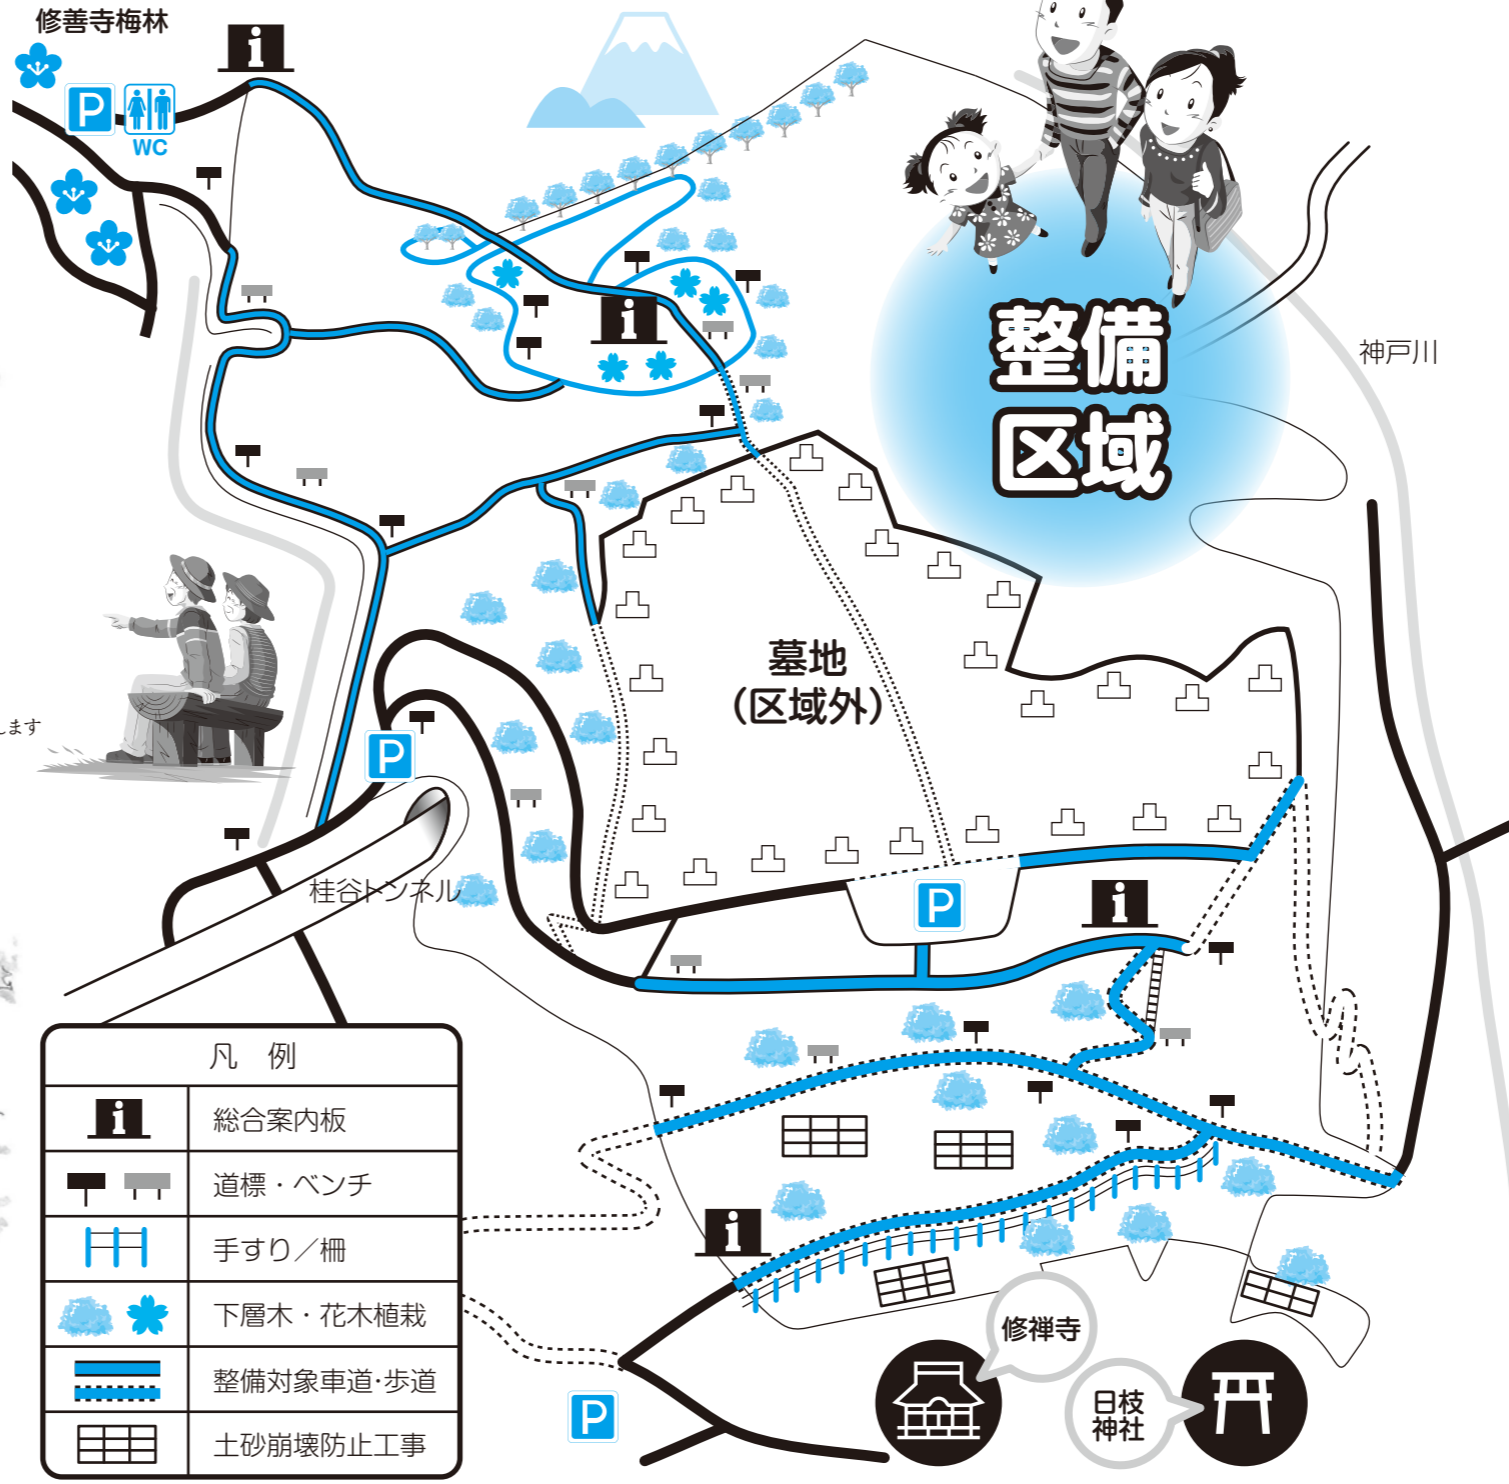 修善寺梅林
i
P
WC
i
整備
区域
神戸川
墓地
(区域外)
します
P
桂谷トンネル
P
i
凡 例
i
総合案内板
道標・ベンチ
手すり／柵
下層木・花木植栽
整備対象車道・歩道
土砂崩壊防止工事
i
修禅寺
日枝
神社
P